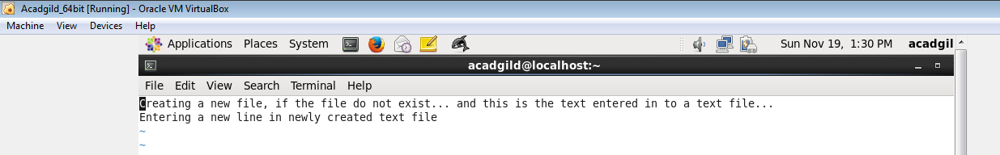 Acadgild_64bit [Running] - Oracle VM VirtualBox
Machine View Devices Help
Applications Places System Sun Nov 19, 1:30 PM acadgil
acadgild@localhost:~
File Edit View Search Terminal Help
Creating a new file, if the file do not exist... and this is the text entered in to a text file...
Entering a new line in newly created text file
~
~